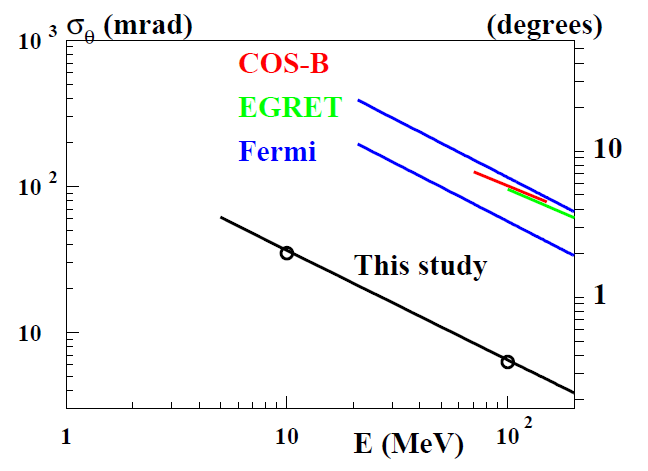 10³ σθ (mrad) (degrees)
COS-B
EGRET
Fermi
10
10²
This study
1
10
1 10 E (MeV) 10²